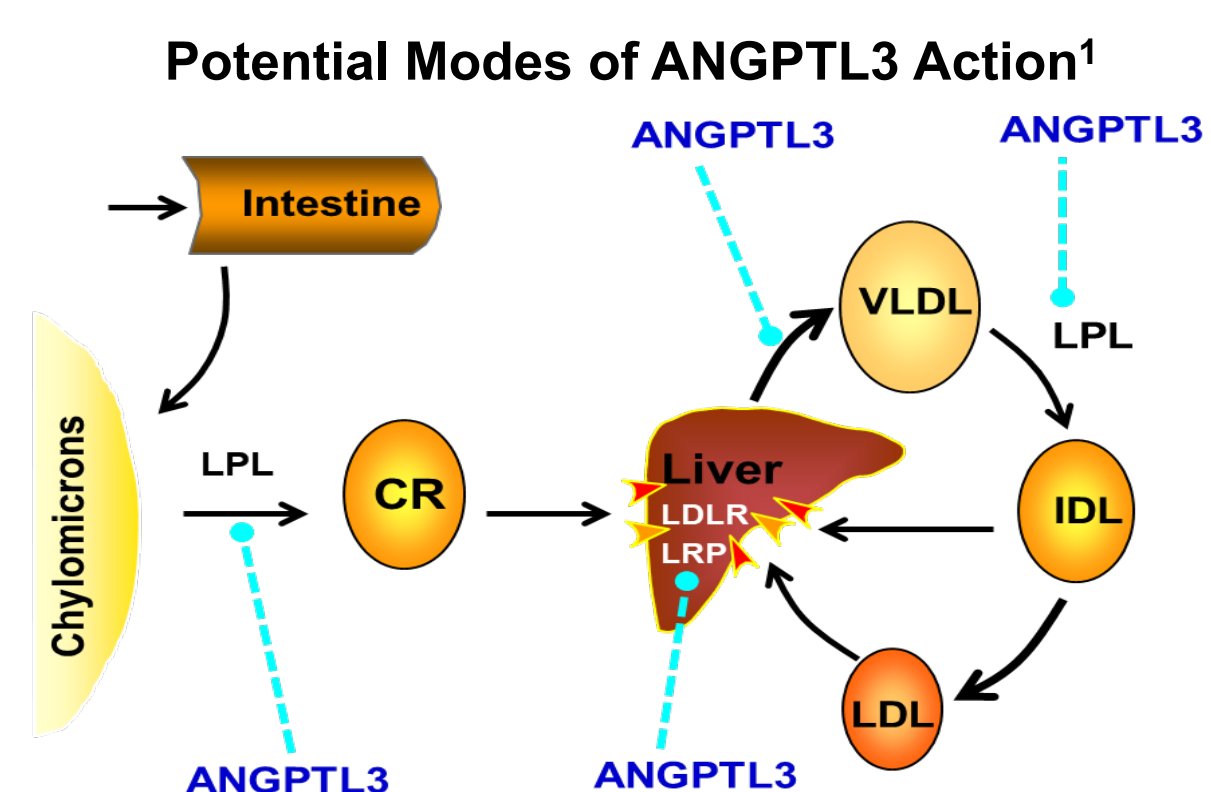 Potential Modes of ANGPTL3 Action1
ANGPTL3
ANGPTL3
Intestine
VLDL
LPL
Chylomicrons
LPL
CR
Liver
LDLR
LRP
IDL
LDL
ANGPTL3
ANGPTL3